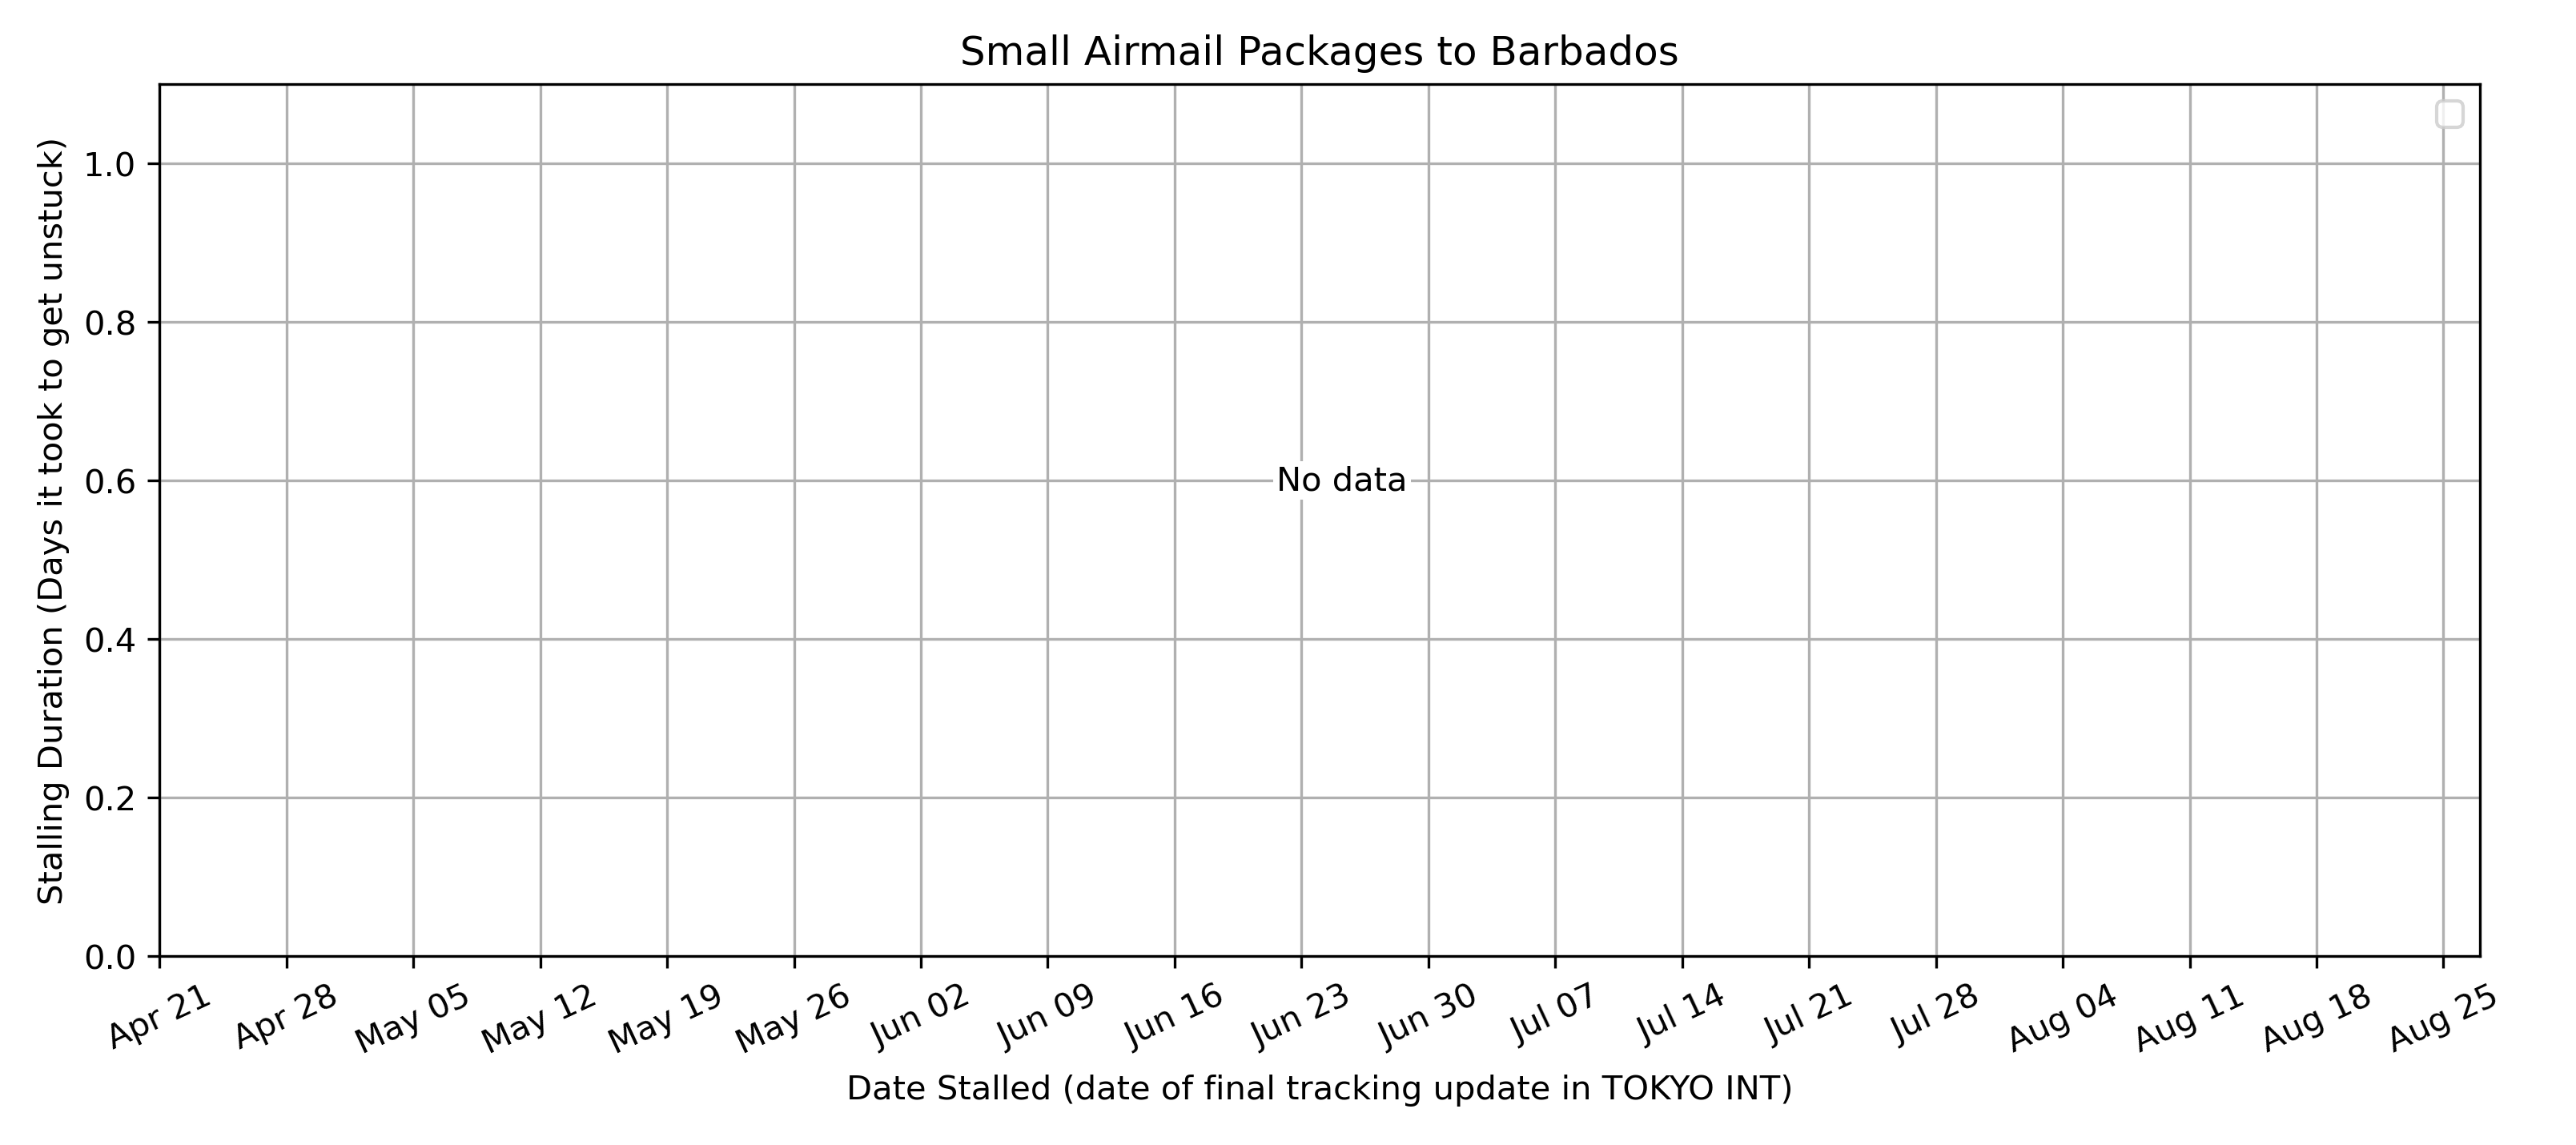 Small Airmail Packages to Barbados
Stalling Duration (Days it took to get unstuck)
1.0
0.8
0.6
0.4
0.2
0.0
No data
Apr 21
Apr 28
May 05
May 12
May 19
May 26
Jun 02
Jun 09
Jun 16
Jun 23
Jun 30
Jul 07
Jul 14
Jul 21
Jul 28
Aug 04
Aug 11
Aug 18
Aug 25
Date Stalled (date of final tracking update in TOKYO INT)